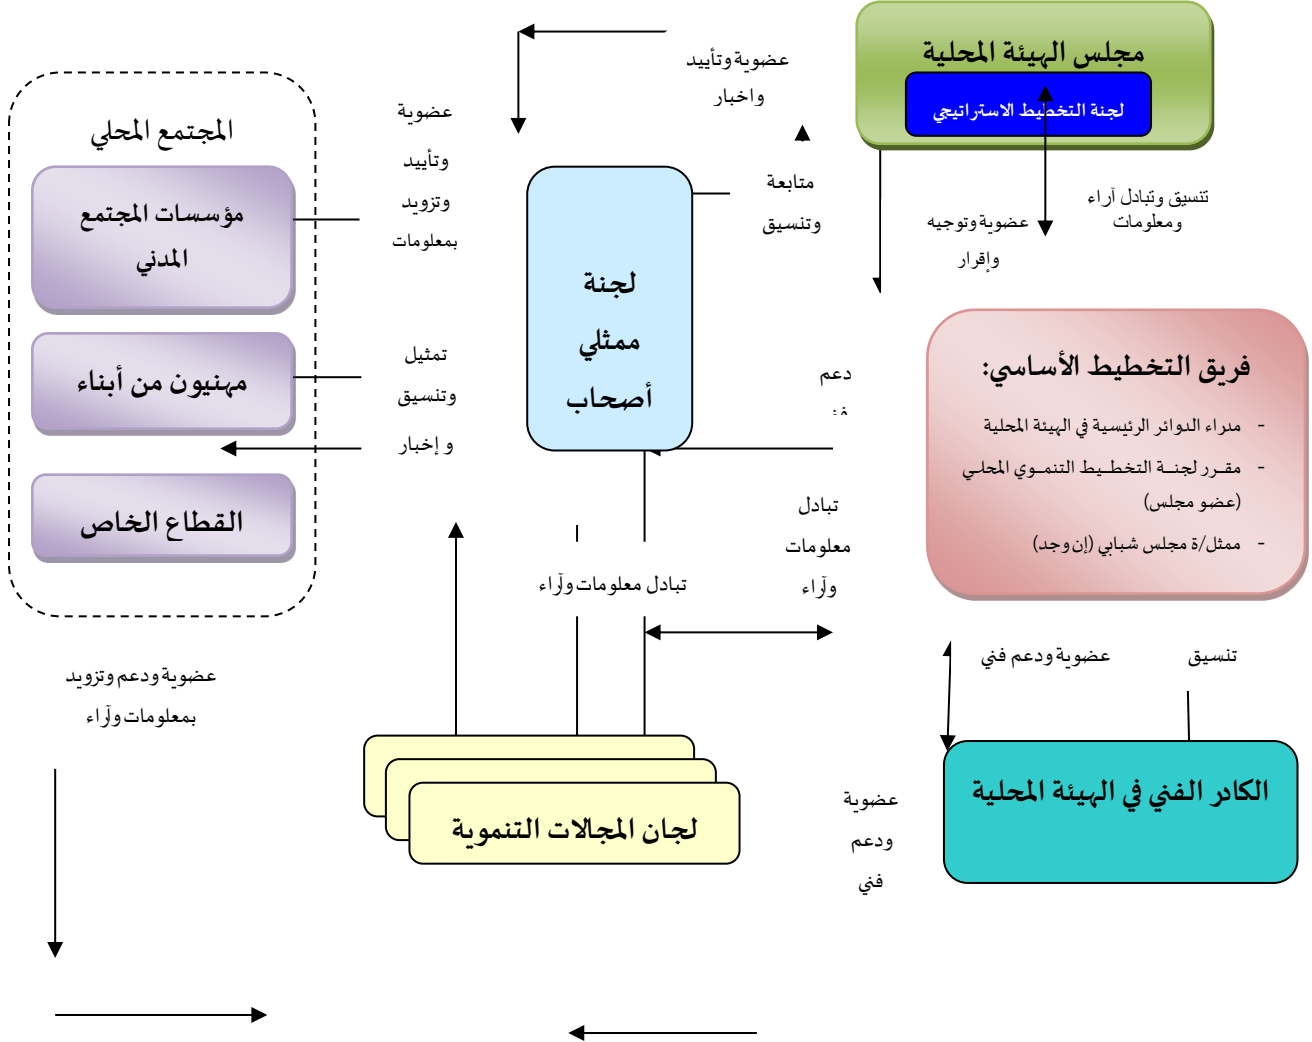 مجلس الهيئة المحلية
لجنة التخطيط الاستراتيجي
عضوية وتأييد
واخبار
متابعة
وتنسيق
تنسيق وتبادل آراء
ومعلومات
عضوية وتوجيه
وإقرار
المجتمع المحلي
مؤسسات المجتمع
المدني
مهنيون من أبناء
القطاع الخاص
عضوية
وتأييد
وتزويد
بمعلومات
تمثيل
وتنسيق
و إخبار
لجنة
ممثلي
أصحاب
دعم
فني
تبادل
معلومات
وآراء
فريق التخطيط الأساسي:
- مدراء الدوائر الرئيسية في الهيئة المحلية
- مقرر لجنة التخطيط التنموي المحلي
(عضو مجلس)
- ممثل/ة مجلس شبابي (إن وجد)
تبادل معلومات وآراء
عضوية ودعم فني
تنسيق
عضوية ودعم وتزويد
بمعلومات وآراء
لجان المجالات التنموية
عضوية
ودعم
فني
الكادر الفني في الهيئة المحلية